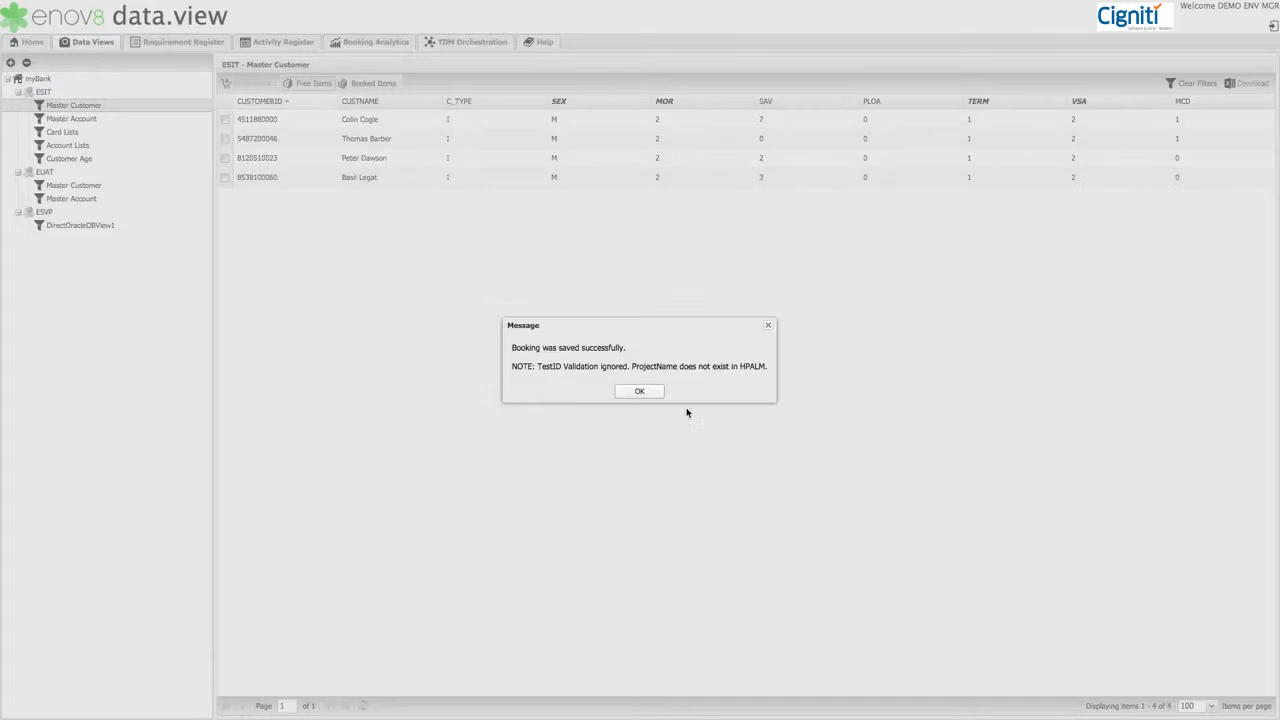 enov8 data.view
Cigniti
Welcome DEMO ENV MGR
Home
Data Views
Requirement Register
Activity Register
Booking Analytics
TDM Orchestration
Help
myBank
ESIT
Master Customer
Master Account
Card Lists
Account Lists
Customer Age
EUAT
Master Customer
Master Account
ESVP
DirectOracleDBView1
ESIT - Master Customer
Free Items
Booked Items
Clear Filters
Download
CUSTOMERID CUSTNAME C_TYPE SEX MOR SAV PLOA TERM VSA MCD
4511880000 Colin Cogle I M 2 2 0 1 2 1
5487200046 Thomas Barber I M 2 0 0 1 2 1
8120510023 Peter Dawson I M 2 2 0 1 2 0
8538100060 Basil Legat I M 2 3 0 1 2 0
Message
Booking was saved successfully.
NOTE: TestID Validation ignored. ProjectName does not exist in HPALM.
OK
Page 1 of 1
Displaying items 1 - 4 of 4 100 Items per page